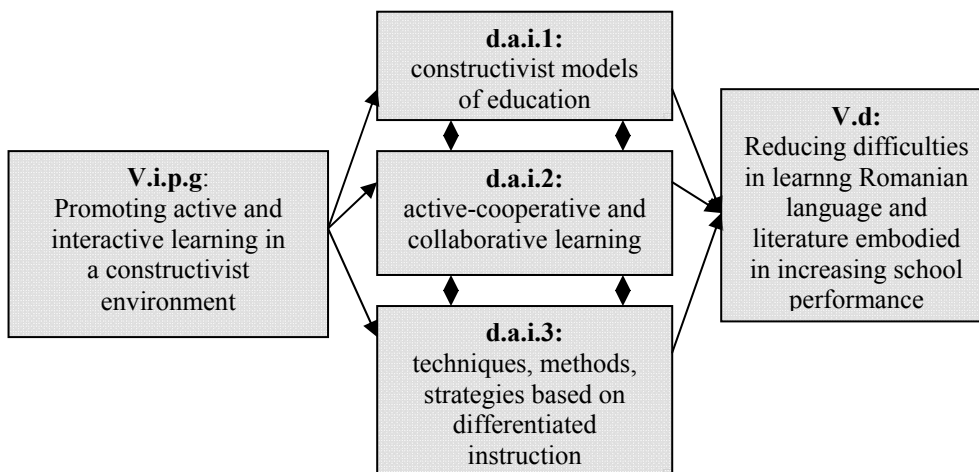 V.i.p.g:
Promoting active and
interactive learning in
a constructivist
environment
d.a.i.1:
constructivist models
of education
d.a.i.2:
active-cooperative and
collaborative learning
d.a.i.3:
techniques, methods,
strategies based on
differentiated
instruction
V.d:
Reducing difficulties
in learnng Romanian
language and
literature embodied
in increasing school
performance